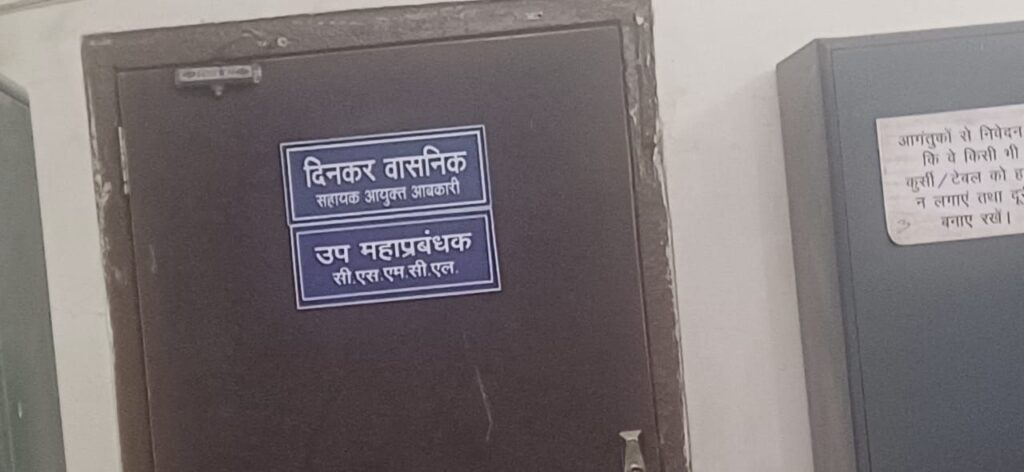 दिनकर वासनिक
सहायक आयुक्त आबकारी
उप महाप्रबंधक
सी.एस.एम.सी.एल.
आगंतुकों से निवेदन
कि वे किसी भी
कुर्सी/टेबल को
न लगाएं तथा
बनाए रखें।
3